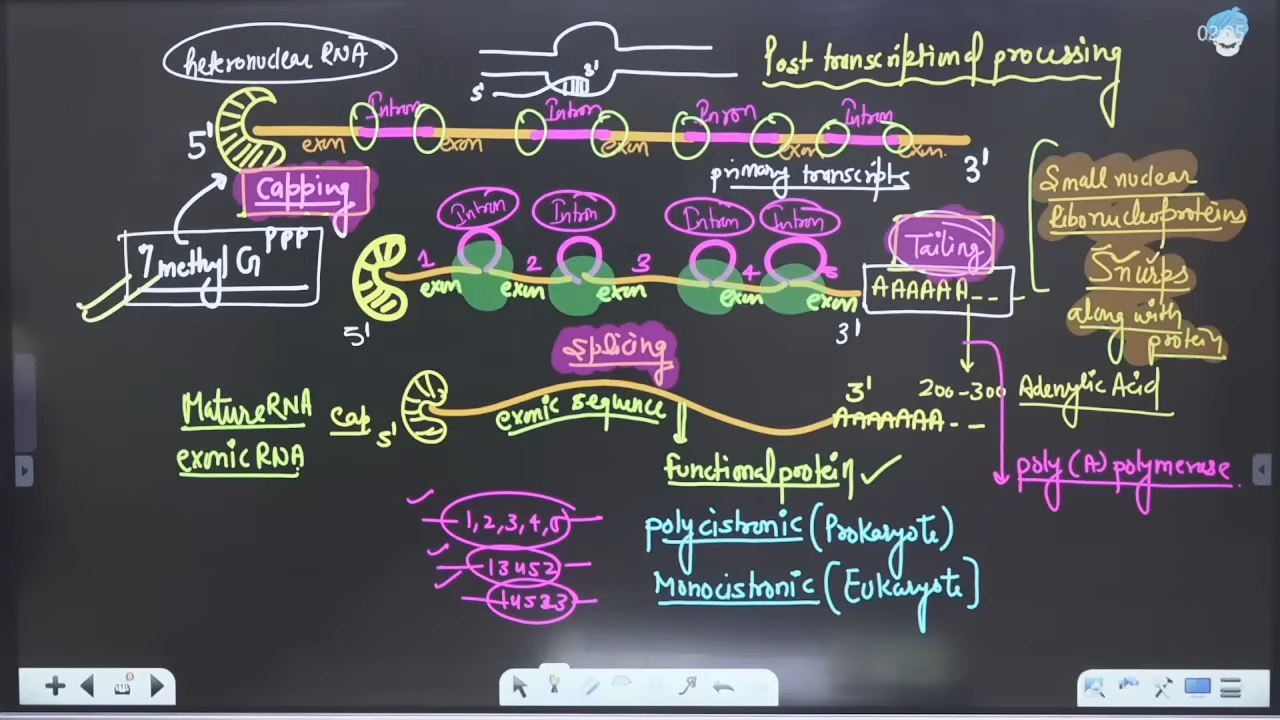 heteronuclear RNA
3'
5'
Post transcriptional processing
02:35
Intron Intron Inron Intron
5'
exon exon exon exon exon
3'
primary transcripts
Capping
7 methyl G PPP
Small nuclear
Ribonucleoproteins
Snurps
along with
protein
Intron Intron Intron Intron
Tailing
1 2 3 4 5
exon exon exon exon exon
AAAAAA--
5'
3'
Splicing
200-300 Adenylic Acid
Mature RNA
exonic RNA
Cap 5'
exonic sequence
3'
AAAAAAA--
functional protein
poly (A) polymerase
1,2,3,4,5
13452
14523
polycistronic (Prokaryote)
Monocistronic (Eukaryote)